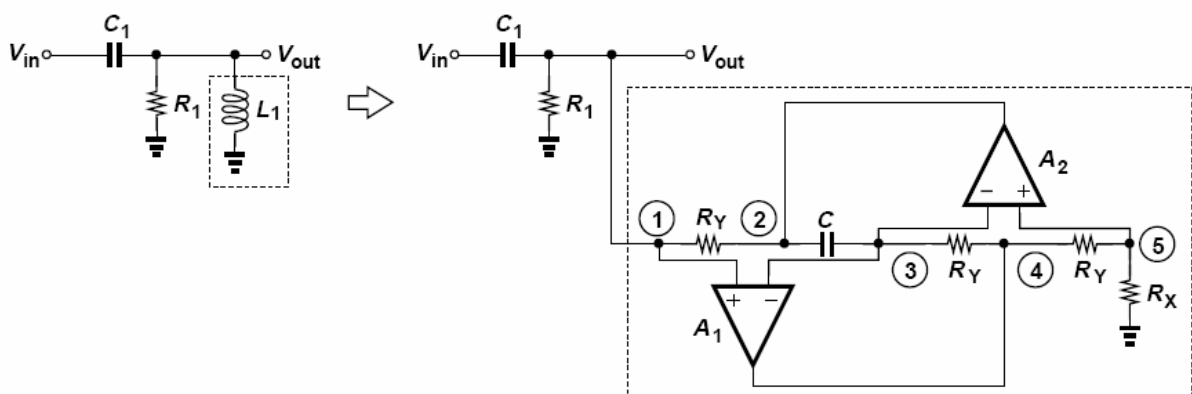 C1
Vin
Vout
R1
L1
C1
Vin
Vout
R1
A2
− +
1
RY
2
C
3
RY
4
RY
5
+ −
A1
RX